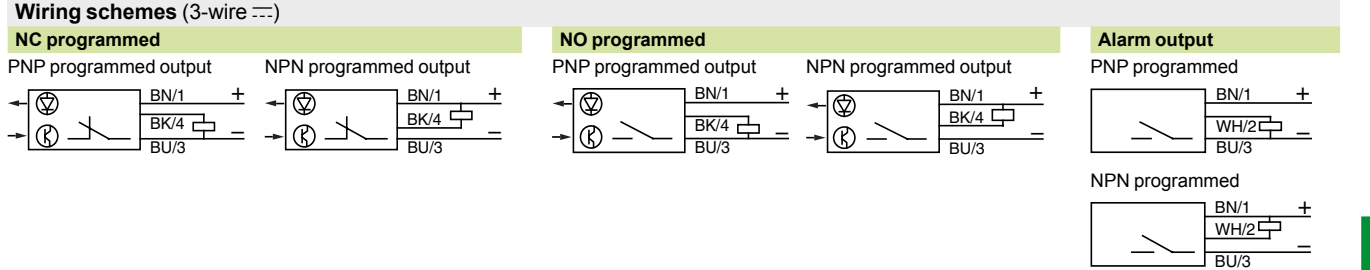 Wiring schemes (3-wire ⎓)
NC programmed
PNP programmed output
BN/1 +
BK/4
BU/3 −
NPN programmed output
BN/1 +
BK/4
BU/3 −
NO programmed
PNP programmed output
BN/1 +
BK/4
BU/3 −
NPN programmed output
BN/1 +
BK/4
BU/3 −
Alarm output
PNP programmed
BN/1 +
WH/2
BU/3 −
NPN programmed
BN/1 +
WH/2
BU/3 −